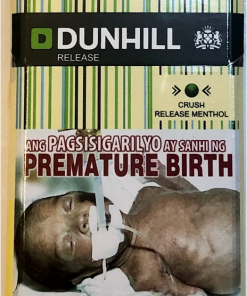 DUNHILL
RELEASE
CRUSH
RELEASE MENTHOL
ANG PAGSISIGARILYO AY SANHI NG
PREMATURE BIRTH